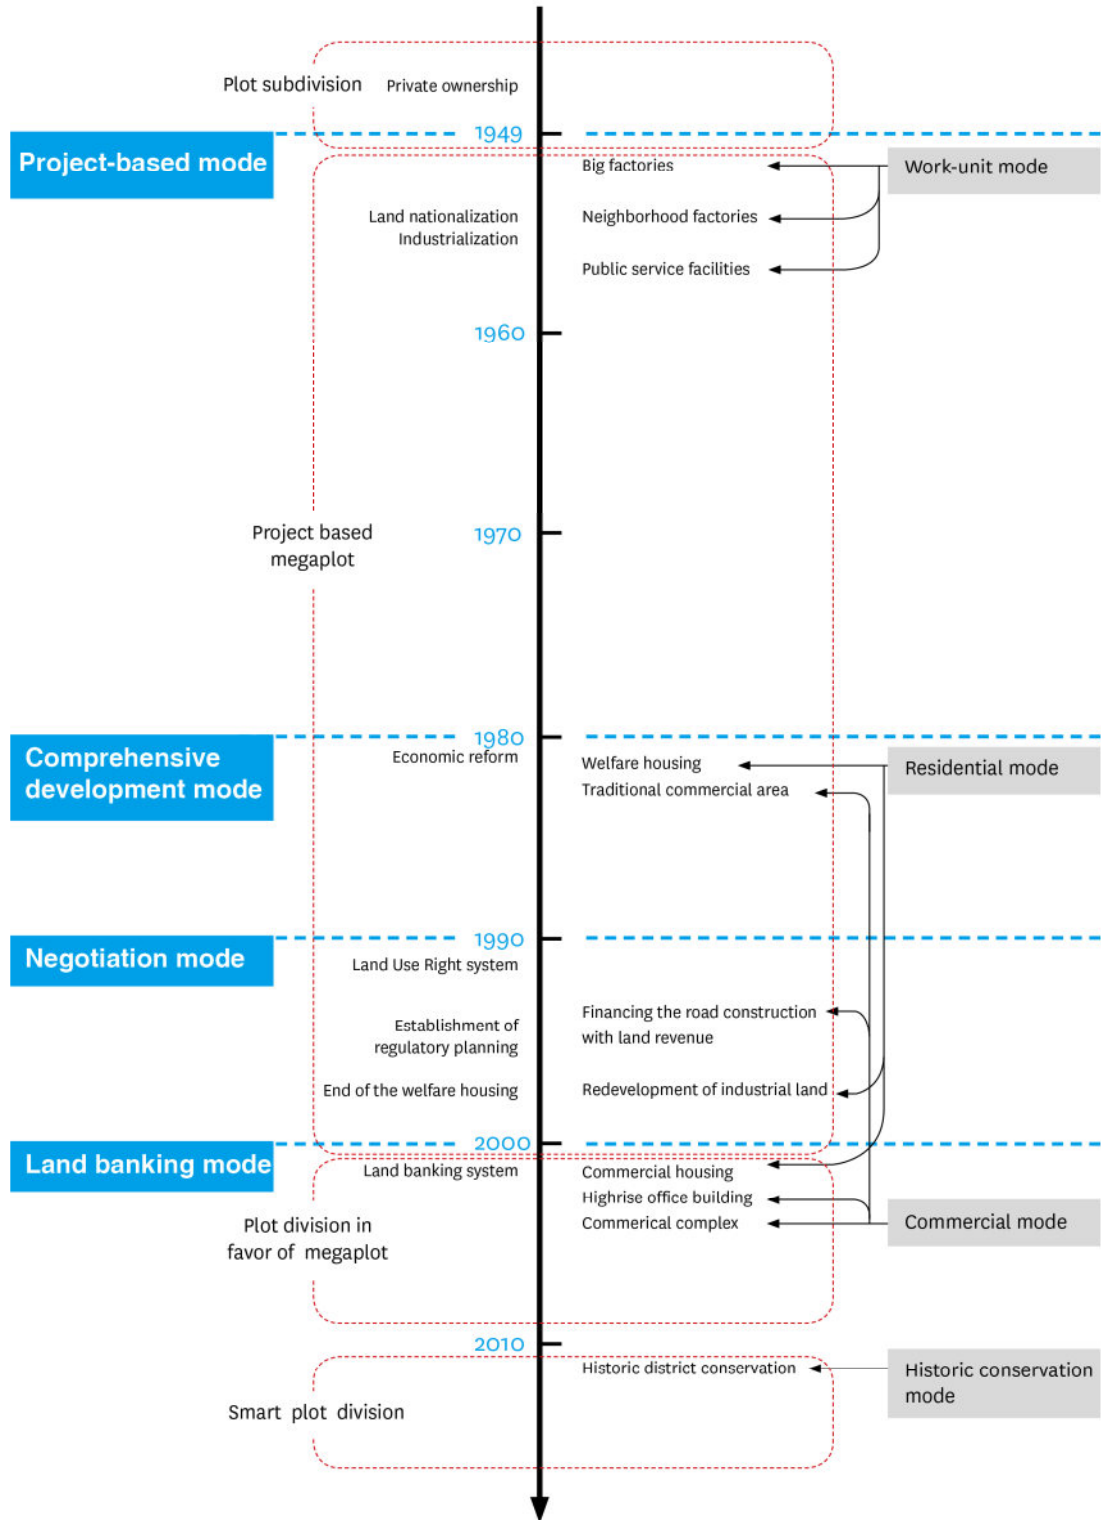 Plot subdivision
Private ownership
1949
Project-based mode
Big factories
Work-unit mode
Land nationalization
Industrialization
Neighborhood factories
Public service facilities
1960
Project based
megaplot
1970
1980
Comprehensive
development mode
Economic reform
Welfare housing
Residential mode
Traditional commercial area
1990
Negotiation mode
Land Use Right system
Financing the road construction
with land revenue
Establishment of
regulatory planning
End of the welfare housing
Redevelopment of industrial land
2000
Land banking mode
Land banking system
Commercial housing
Highrise office building
Commerical complex
Commercial mode
Plot division in
favor of megaplot
2010
Historic district conservation
Historic conservation
mode
Smart plot division